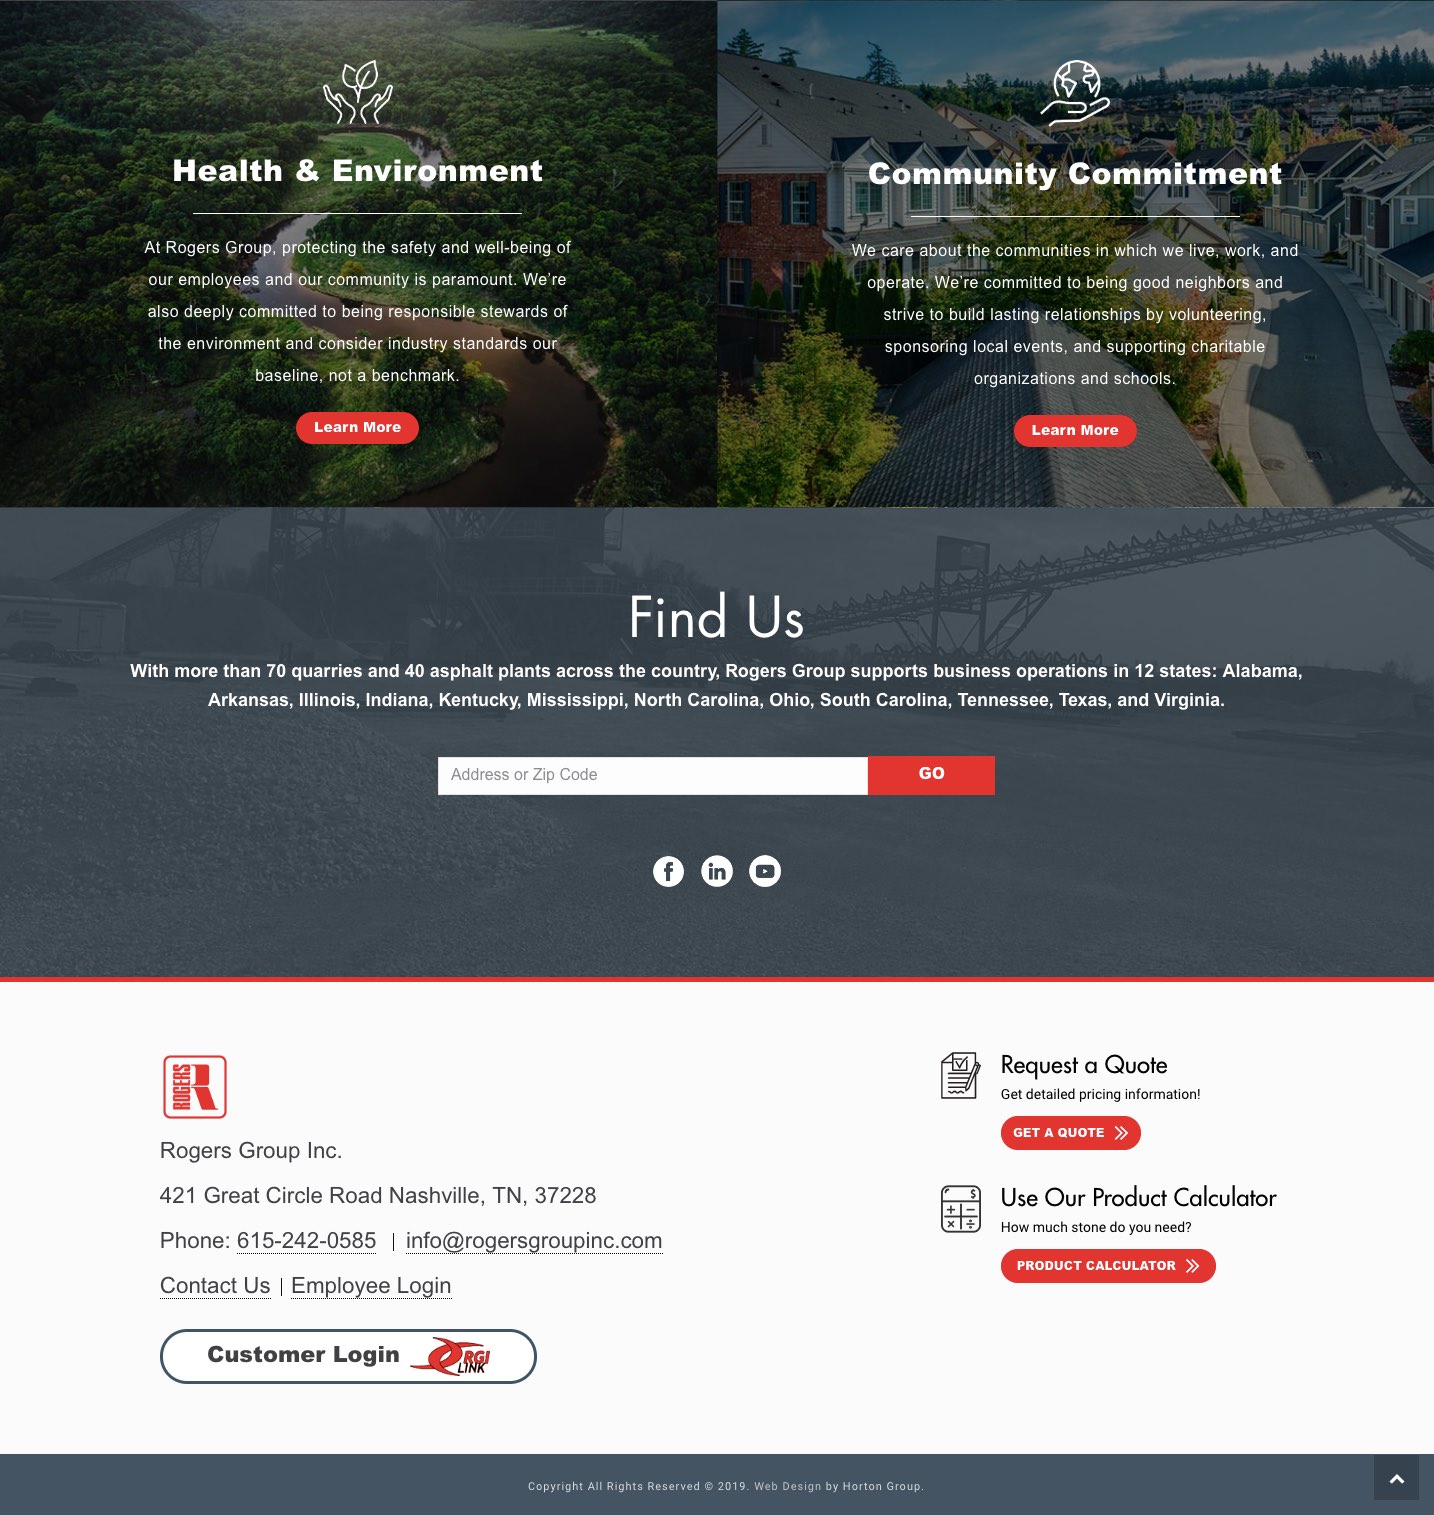 Health & Environment
At Rogers Group, protecting the safety and well-being of
our employees and our community is paramount. We’re
also deeply committed to being responsible stewards of
the environment and consider industry standards our
baseline, not a benchmark.
Learn More
Community Commitment
We care about the communities in which we live, work, and
operate. We’re committed to being good neighbors and
strive to build lasting relationships by volunteering,
sponsoring local events, and supporting charitable
organizations and schools.
Learn More
Find Us
With more than 70 quarries and 40 asphalt plants across the country, Rogers Group supports business operations in 12 states: Alabama,
Arkansas, Illinois, Indiana, Kentucky, Mississippi, North Carolina, Ohio, South Carolina, Tennessee, Texas, and Virginia.
Address or Zip Code
GO
ROGERS R
Rogers Group Inc.
421 Great Circle Road Nashville, TN, 37228
Phone: 615-242-0585 | info@rogersgroupinc.com
Contact Us | Employee Login
Customer Login RGI
LINK
Request a Quote
Get detailed pricing information!
GET A QUOTE
Use Our Product Calculator
How much stone do you need?
PRODUCT CALCULATOR
Copyright All Rights Reserved © 2019. Web Design by Horton Group.